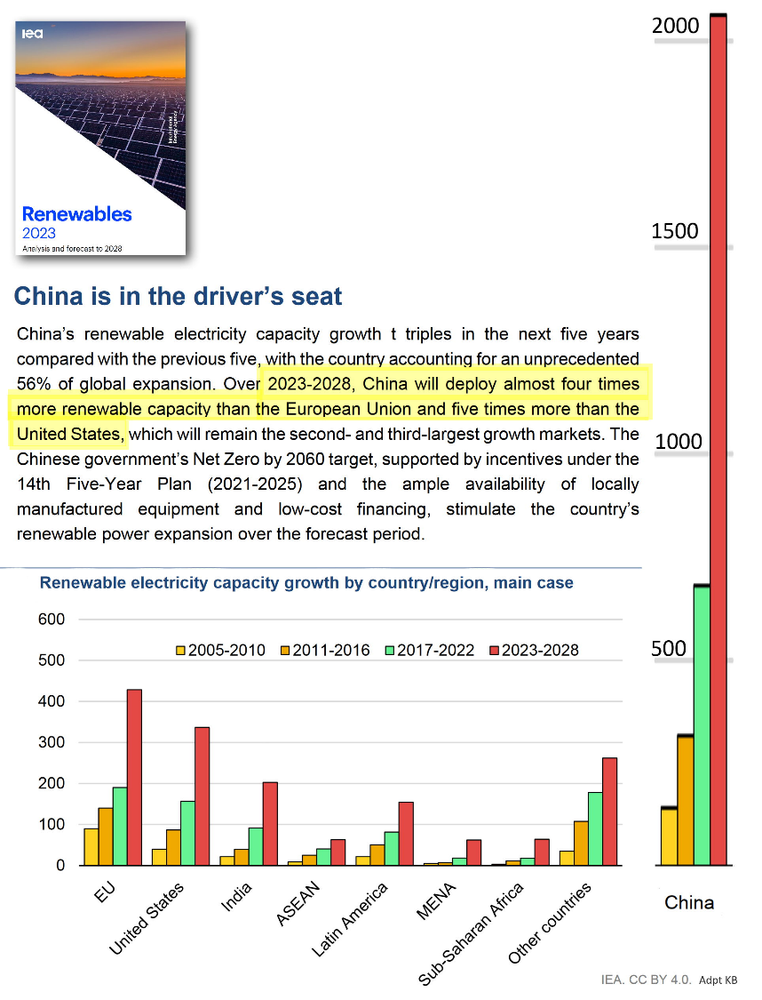 iea
International
Energy Agency
Renewables
2023
Analysis and forecast to 2028
China is in the driver's seat
China's renewable electricity capacity growth t triples in the next five years
compared with the previous five, with the country accounting for an unprecedented
56% of global expansion. Over 2023-2028, China will deploy almost four times
more renewable capacity than the European Union and five times more than the
United States, which will remain the second- and third-largest growth markets. The
Chinese government's Net Zero by 2060 target, supported by incentives under the
14th Five-Year Plan (2021-2025) and the ample availability of locally
manufactured equipment and low-cost financing, stimulate the country's
renewable power expansion over the forecast period.
Renewable electricity capacity growth by country/region, main case
600
500
400
300
200
100
0
2005-2010 2011-2016 2017-2022 2023-2028
EU
United States
India
ASEAN
Latin America
MENA
Sub-Saharan Africa
Other countries
2000
1500
1000
500
China
IEA. CC BY 4.0. Adpt KB